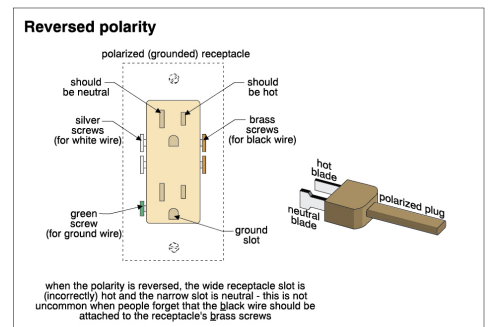 Reversed polarity
polarized (grounded) receptacle
should
be neutral
should
be hot
silver
screws
(for white wire)
brass
screws
(for black wire)
hot
blade
polarized plug
neutral
blade
green
screw
(for ground wire)
ground
slot
when the polarity is reversed, the wide receptacle slot is
(incorrectly) hot and the narrow slot is neutral - this is not
uncommon when people forget that the black wire should be
attached to the receptacle's brass screws